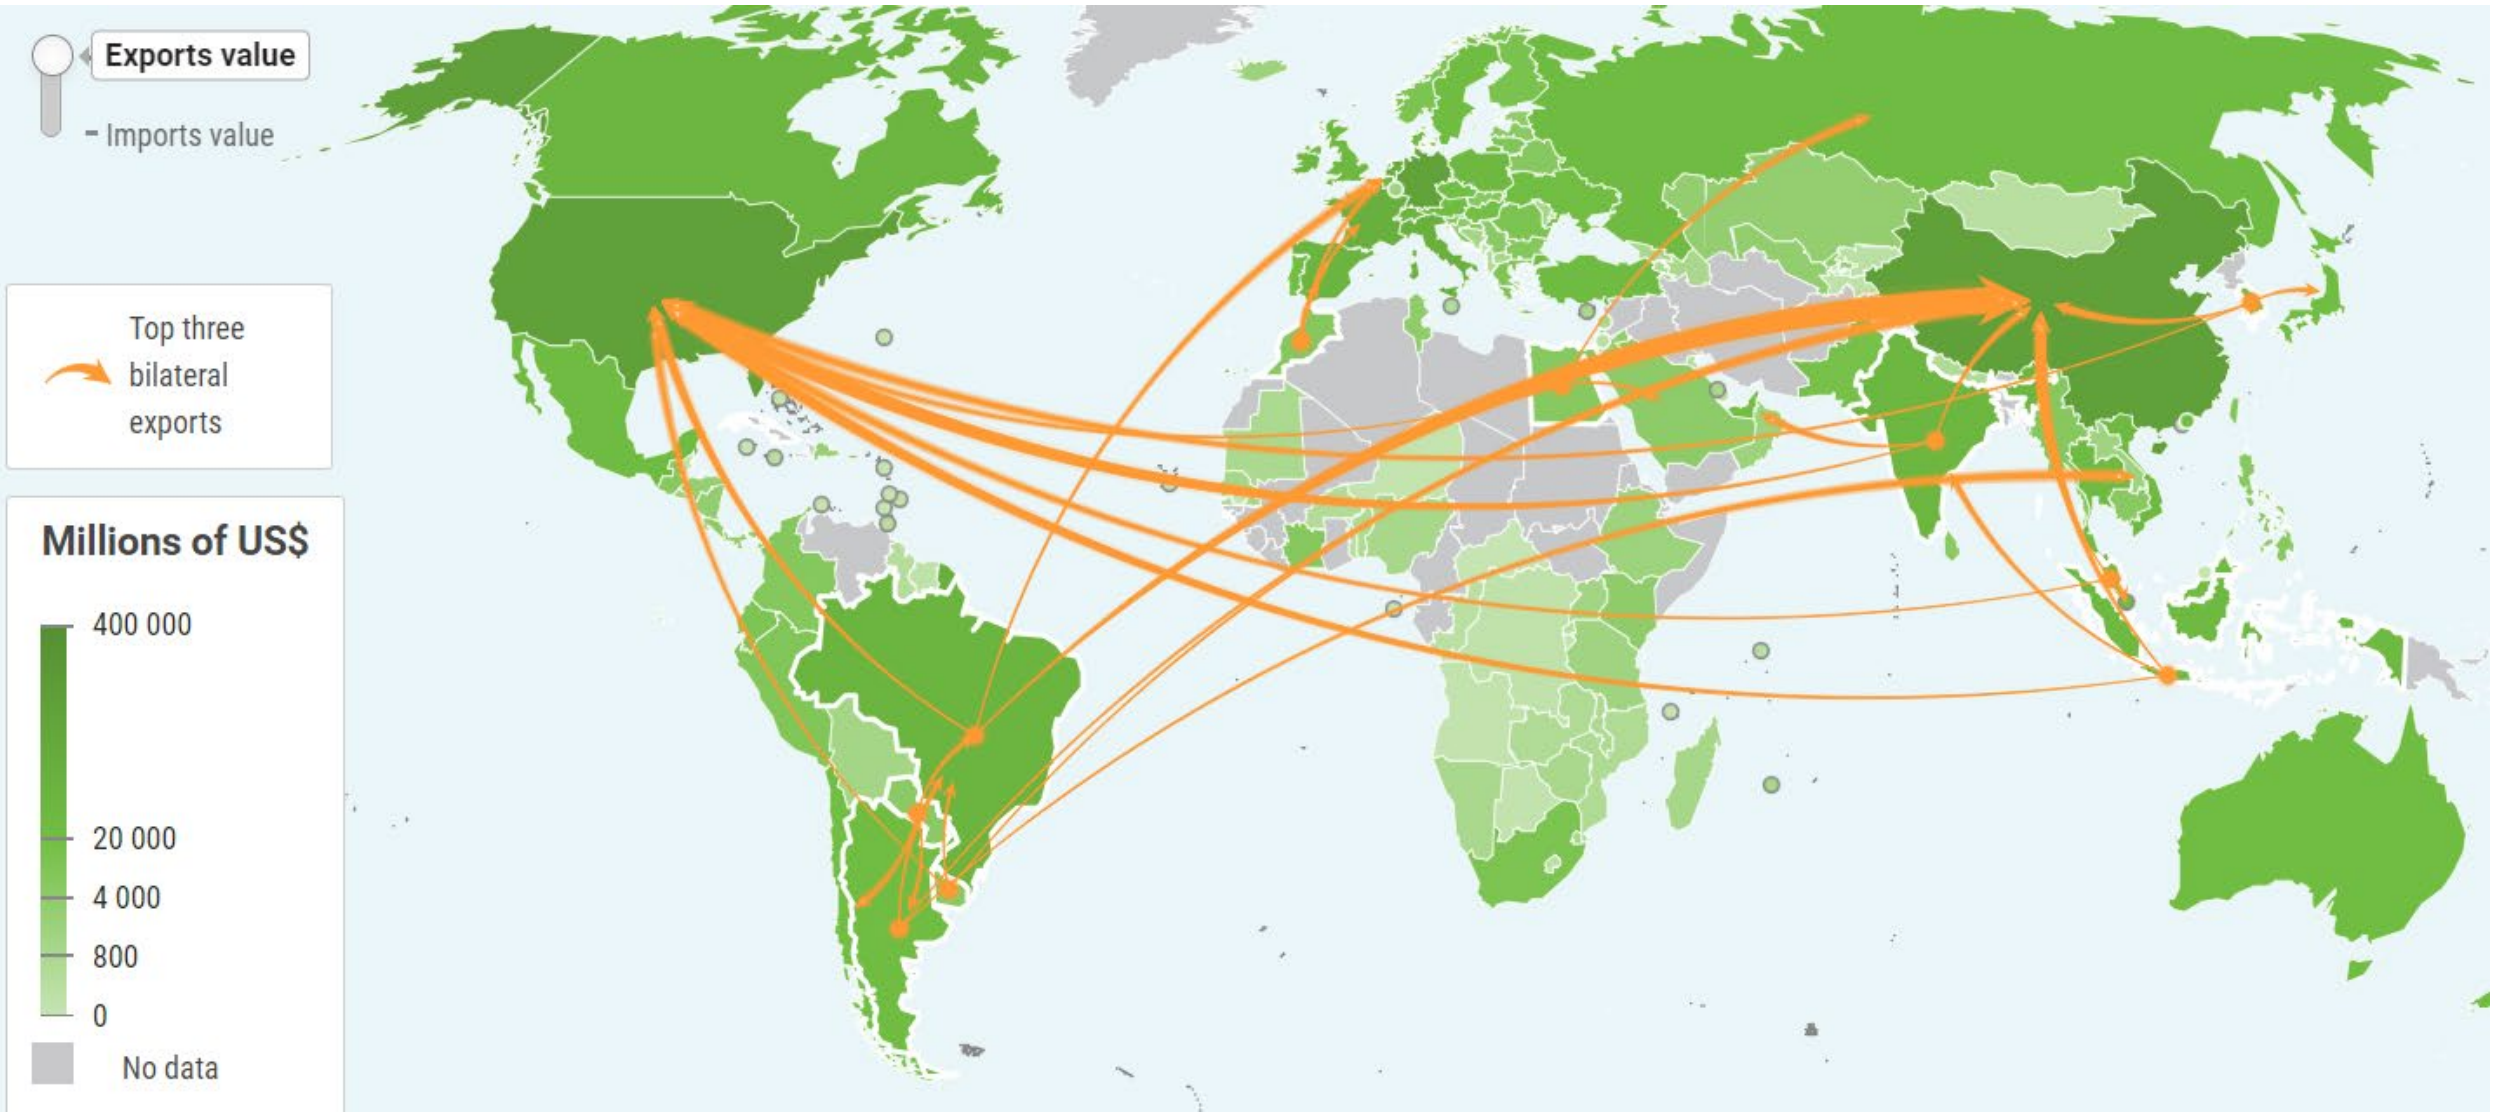 Exports value
Imports value
Top three
bilateral
exports
Millions of US$
400 000
20 000
4 000
800
0
No data